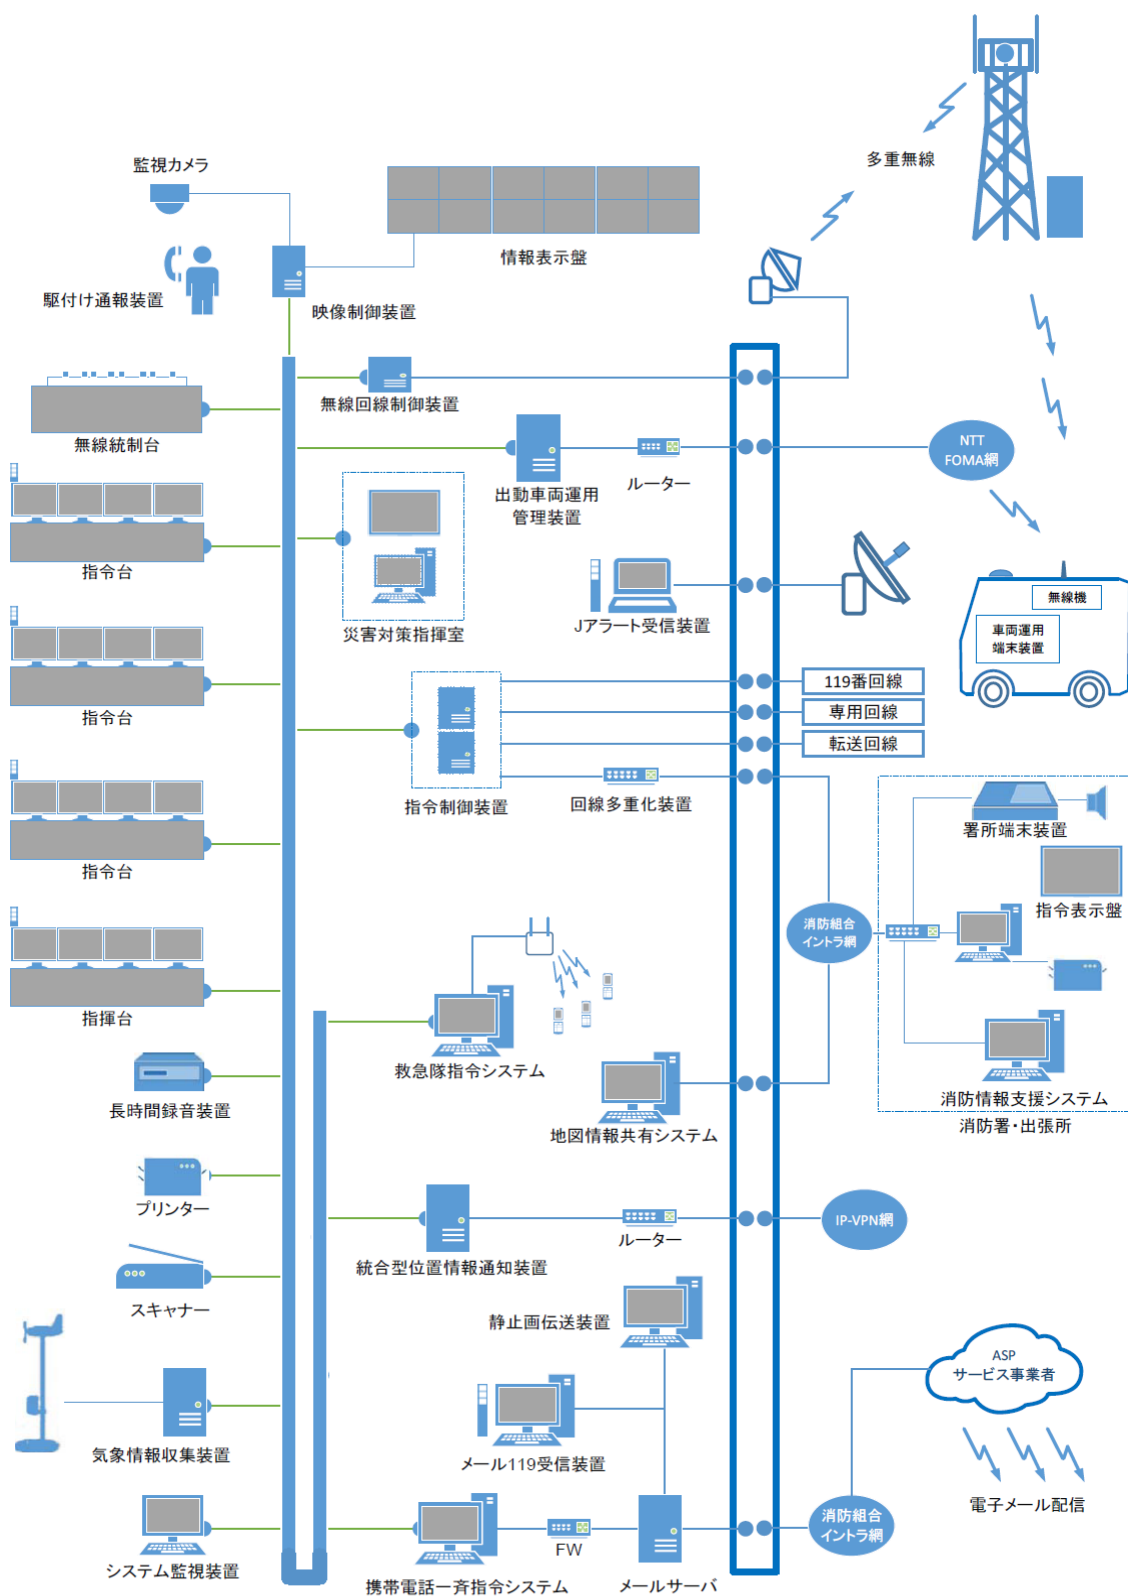 多重無線
監視カメラ
情報表示盤
駆付け通報装置
映像制御装置
無線回線制御装置
無線統制台
NTT
FOMA網
出動車両運用
管理装置
ルーター
指令台
災害対策指揮室
Jアラート受信装置
無線機
車両運用
端末装置
指令台
119番回線
専用回線
転送回線
指令制御装置
回線多重化装置
署所端末装置
指令台
指令表示盤
消防組合
イントラ網
指揮台
救急隊指令システム
長時間録音装置
地図情報共有システム
消防情報支援システム
消防署・出張所
プリンター
統合型位置情報通知装置
ルーター
IP-VPN網
スキャナー
静止画伝送装置
ASP
サービス事業者
気象情報収集装置
メール119受信装置
電子メール配信
消防組合
イントラ網
システム監視装置
携帯電話一斉指令システム
FW
メールサーバ